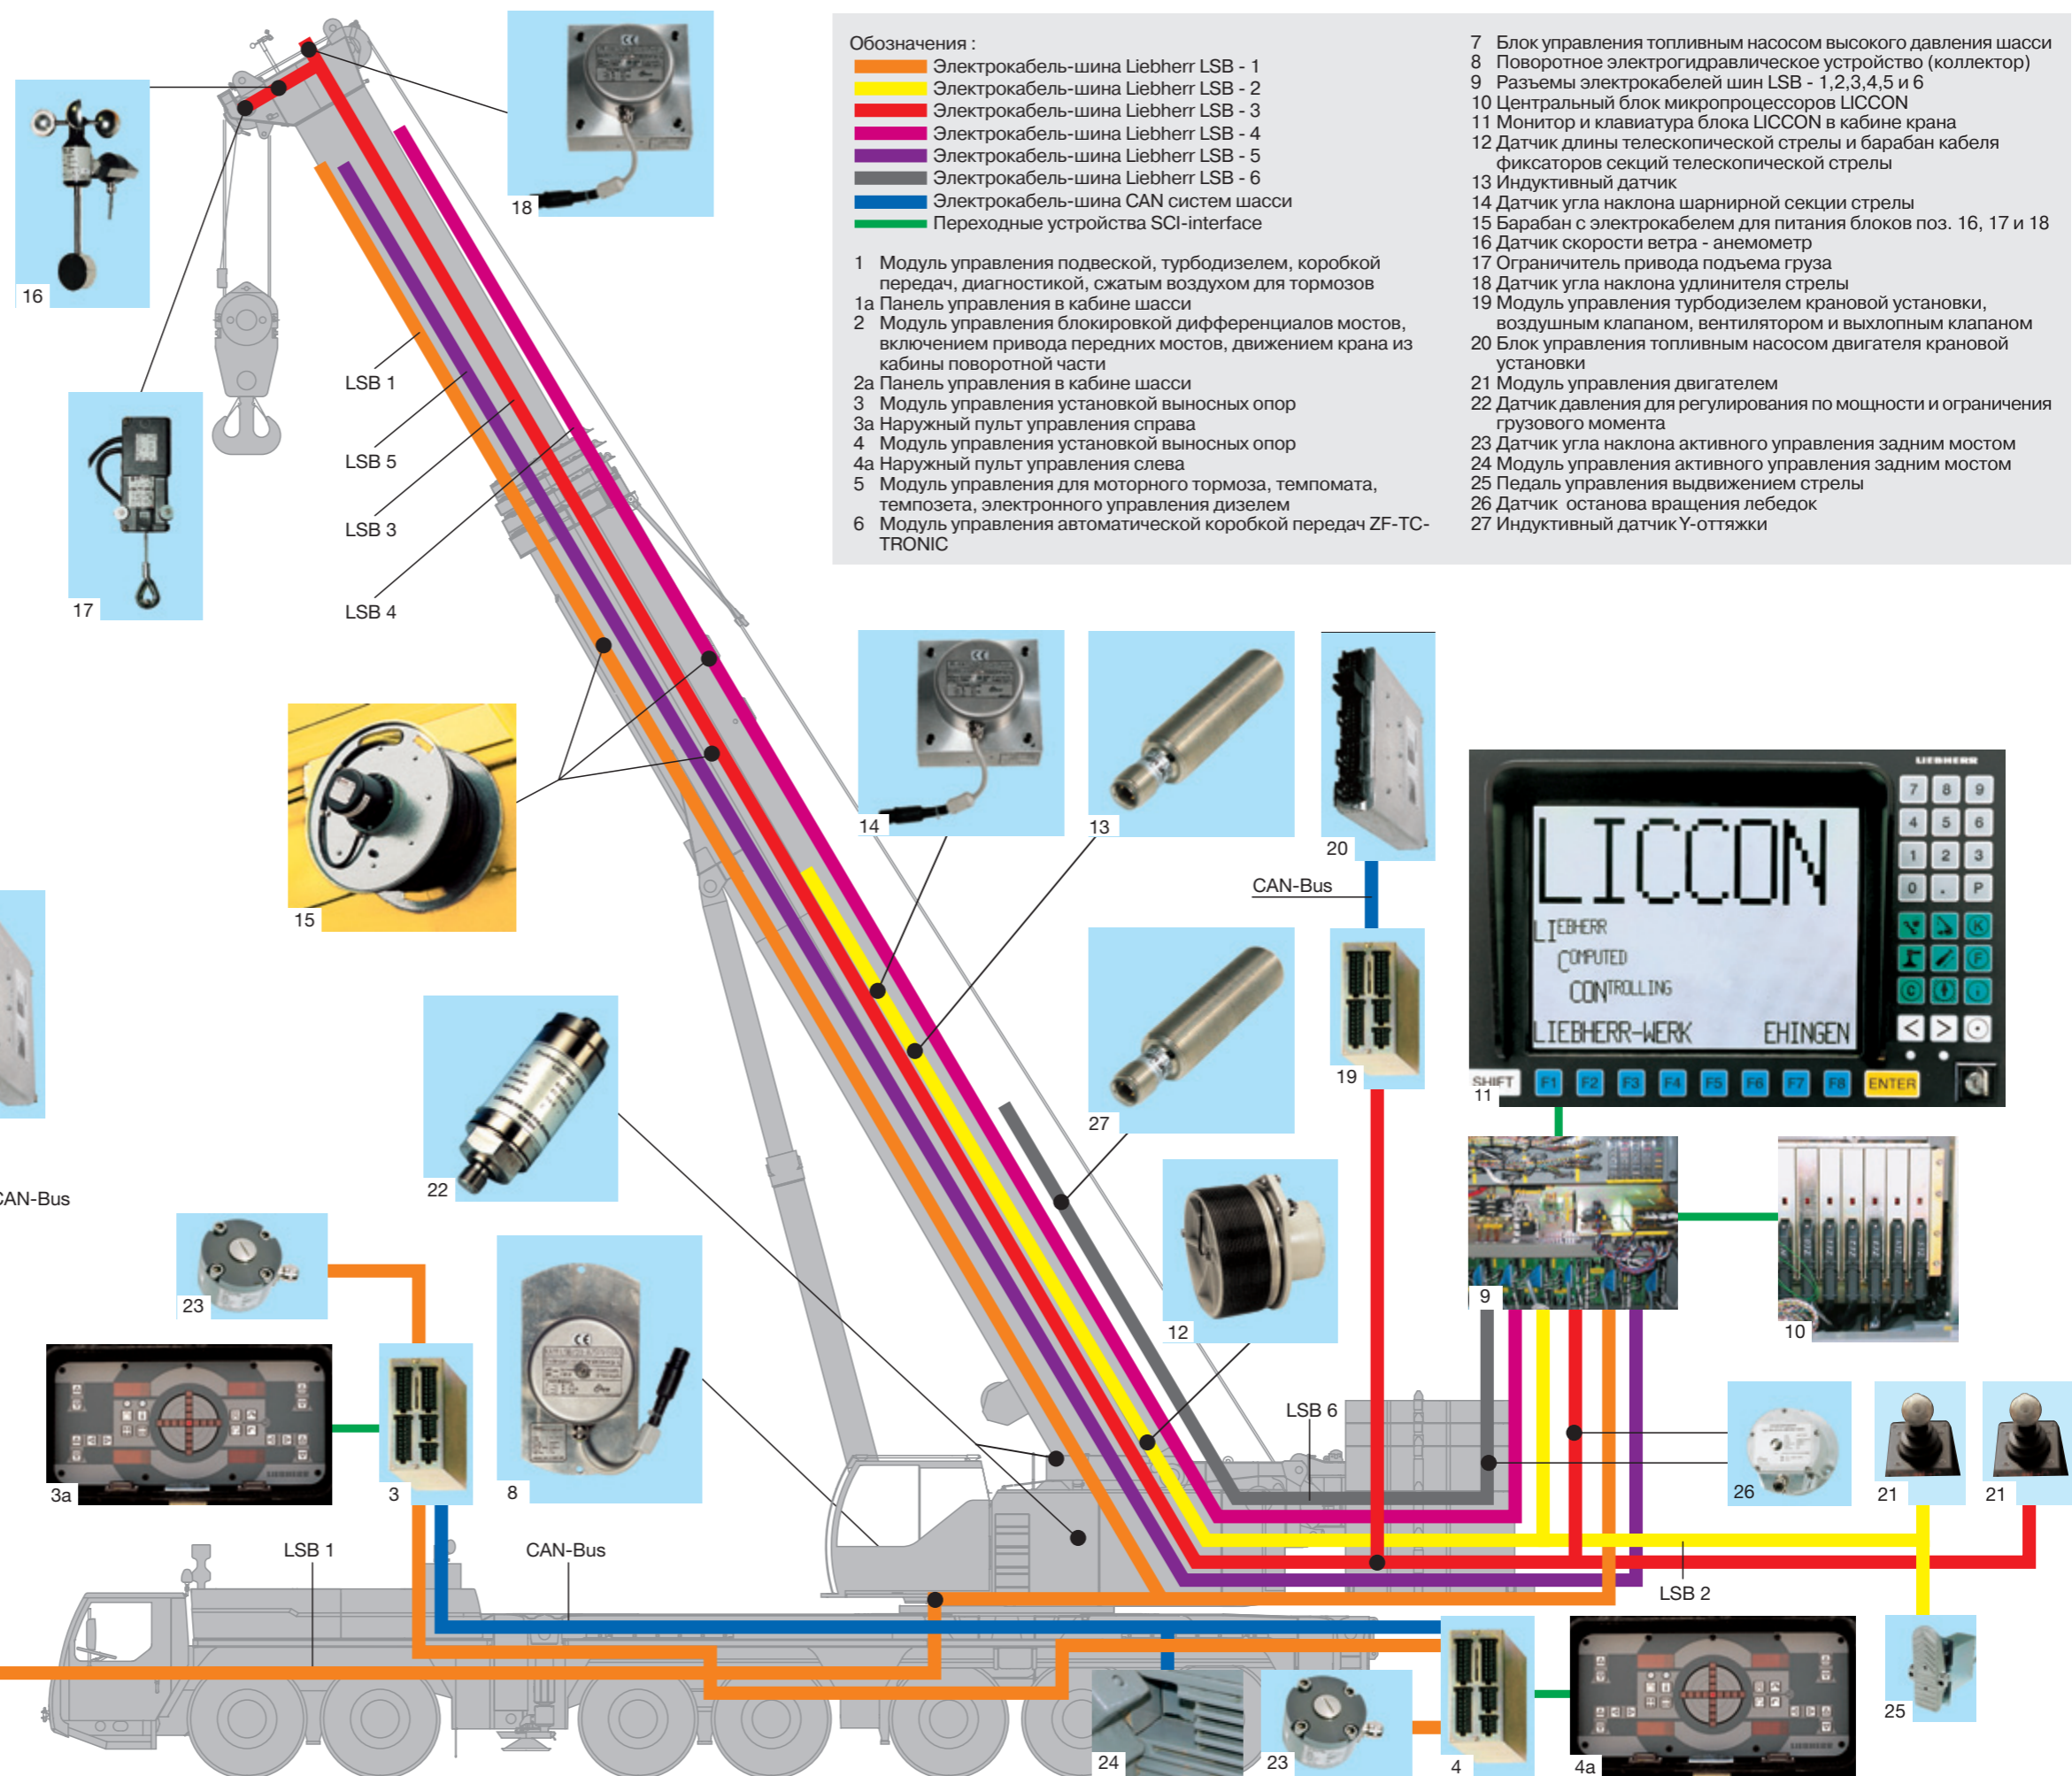 Обозначения :
Электрокабель-шина Liebherr LSB - 1
Электрокабель-шина Liebherr LSB - 2
Электрокабель-шина Liebherr LSB - 3
Электрокабель-шина Liebherr LSB - 4
Электрокабель-шина Liebherr LSB - 5
Электрокабель-шина Liebherr LSB - 6
Электрокабель-шина CAN систем шасси
Переходные устройства SCI-interface
1 Модуль управления подвеской, турбодизелем, коробкой
передач, диагностикой, сжатым воздухом для тормозов
1a Панель управления в кабине шасси
2 Модуль управления блокировкой дифференциалов мостов,
включением привода передних мостов, движением крана из
кабины поворотной части
2a Панель управления в кабине шасси
3 Модуль управления установкой выносных опор
3a Наружный пульт управления справа
4 Модуль управления установкой выносных опор
4a Наружный пульт управления слева
5 Модуль управления для моторного тормоза, темпомата,
темпозета, электронного управления дизелем
6 Модуль управления автоматической коробкой передач ZF-TC-
TRONIC
7 Блок управления топливным насосом высокого давления шасси
8 Поворотное электрогидравлическое устройство (коллектор)
9 Разъемы электрокабелей шин LSB - 1,2,3,4,5 и 6
10 Центральный блок микропроцессоров LICCON
11 Монитор и клавиатура блока LICCON в кабине крана
12 Датчик длины телескопической стрелы и барабан кабеля
фиксаторов секций телескопической стрелы
13 Индуктивный датчик
14 Датчик угла наклона шарнирной секции стрелы
15 Барабан с электрокабелем для питания блоков поз. 16, 17 и 18
16 Датчик скорости ветра - анемометр
17 Ограничитель привода подъема груза
18 Датчик угла наклона удлинителя стрелы
19 Модуль управления турбодизелем крановой установки,
воздушным клапаном, вентилятором и выхлопным клапаном
20 Блок управления топливным насосом двигателя крановой
установки
21 Модуль управления двигателем
22 Датчик давления для регулирования по мощности и ограничения
грузового момента
23 Датчик угла наклона активного управления задним мостом
24 Модуль управления активного управления задним мостом
25 Педаль управления выдвижением стрелы
26 Датчик останова вращения лебедок
27 Индуктивный датчик Y-оттяжки
18
16
17
LSB 1
LSB 5
LSB 3
LSB 4
15
14
13
20
CAN-Bus
19
27
22
12
LIEBHERR
7 8 9
4 5 6
1 2 3
0 . P
K
F
C i
< >
LICCON
LIEBHERR
COMPUTED
CONTROLLING
LIEBHERR-WERK EHINGEN
SHIFT F1 F2 F3 F4 F5 F6 F7 F8 ENTER
11
9
10
CAN-Bus
23
3a
3
8
LSB 6
26
21
21
LSB 1
CAN-Bus
LSB 2
24
23
4
4a
25